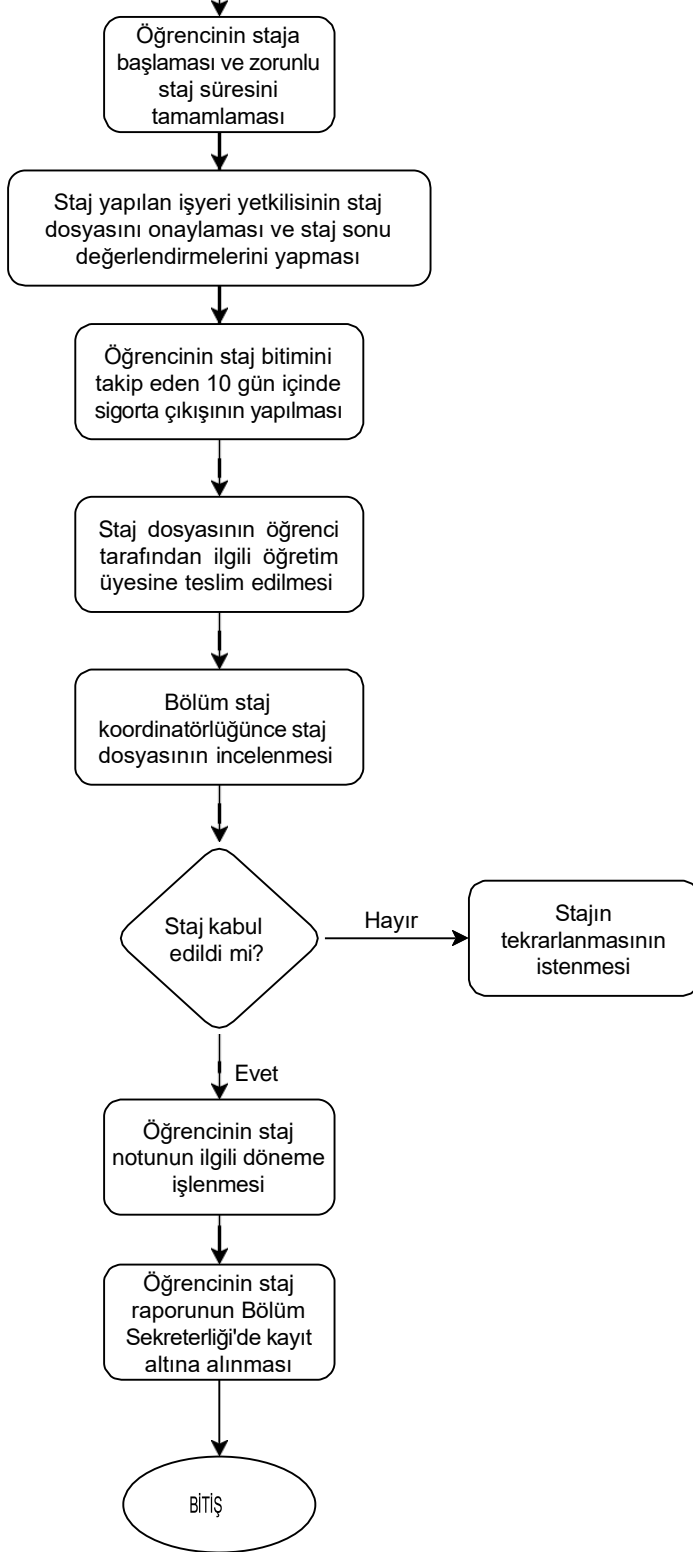 Öğrencinin staja
başlaması ve zorunlu
staj süresini
tamamlaması
Staj yapılan işyeri yetkilisinin staj
dosyasını onaylaması ve staj sonu
değerlendirmelerini yapması
Öğrencinin staj bitimini
takip eden 10 gün içinde
sigorta çıkışının yapılması
Staj dosyasının öğrenci
tarafından ilgili öğretim
üyesine teslim edilmesi
Bölüm staj
koordinatörlüğünce staj
dosyasının incelenmesi
Staj kabul
edildi mi?
Hayır
Stajın
tekrarlanmasının
istenmesi
Evet
Öğrencinin staj
notunun ilgili döneme
işlenmesi
Öğrencinin staj
raporunun Bölüm
Sekreterliği'de kayıt
altına alınması
BİTİŞ